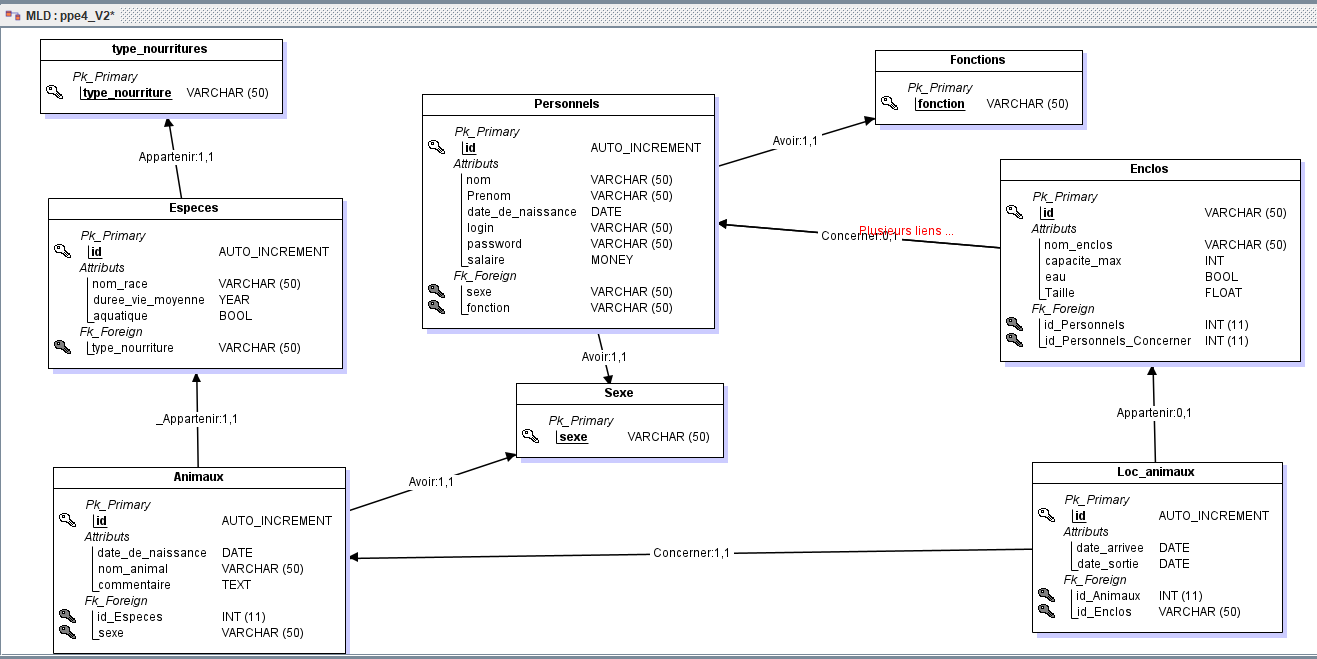 MLD : ppe4_V2*
type_nourritures
Pk_Primary
type_nourriture VARCHAR (50)
Appartenir:1,1
Especes
Pk_Primary
id AUTO_INCREMENT
Attributs
nom_race VARCHAR (50)
duree_vie_moyenne YEAR
aquatique BOOL
Fk_Foreign
type_nourriture VARCHAR (50)
_Appartenir:1,1
Animaux
Pk_Primary
id AUTO_INCREMENT
Attributs
date_de_naissance DATE
nom_animal VARCHAR (50)
commentaire TEXT
Fk_Foreign
id_Especes INT (11)
sexe VARCHAR (50)
Personnels
Pk_Primary
id AUTO_INCREMENT
Attributs
nom VARCHAR (50)
Prenom VARCHAR (50)
date_de_naissance DATE
login VARCHAR (50)
password VARCHAR (50)
salaire MONEY
Fk_Foreign
sexe VARCHAR (50)
fonction VARCHAR (50)
Avoir:1,1
Sexe
Pk_Primary
sexe VARCHAR (50)
Avoir:1,1
Concerner:1,1
Avoir:1,1
Fonctions
Pk_Primary
fonction VARCHAR (50)
Concerner:0,1
Plusieurs liens ...
Enclos
Pk_Primary
id VARCHAR (50)
Attributs
nom_enclos VARCHAR (50)
capacite_max INT
eau BOOL
Taille FLOAT
Fk_Foreign
id_Personnels INT (11)
id_Personnels_Concerner INT (11)
Appartenir:0,1
Loc_animaux
Pk_Primary
id AUTO_INCREMENT
Attributs
date_arrivee DATE
date_sortie DATE
Fk_Foreign
id_Animaux INT (11)
id_Enclos VARCHAR (50)